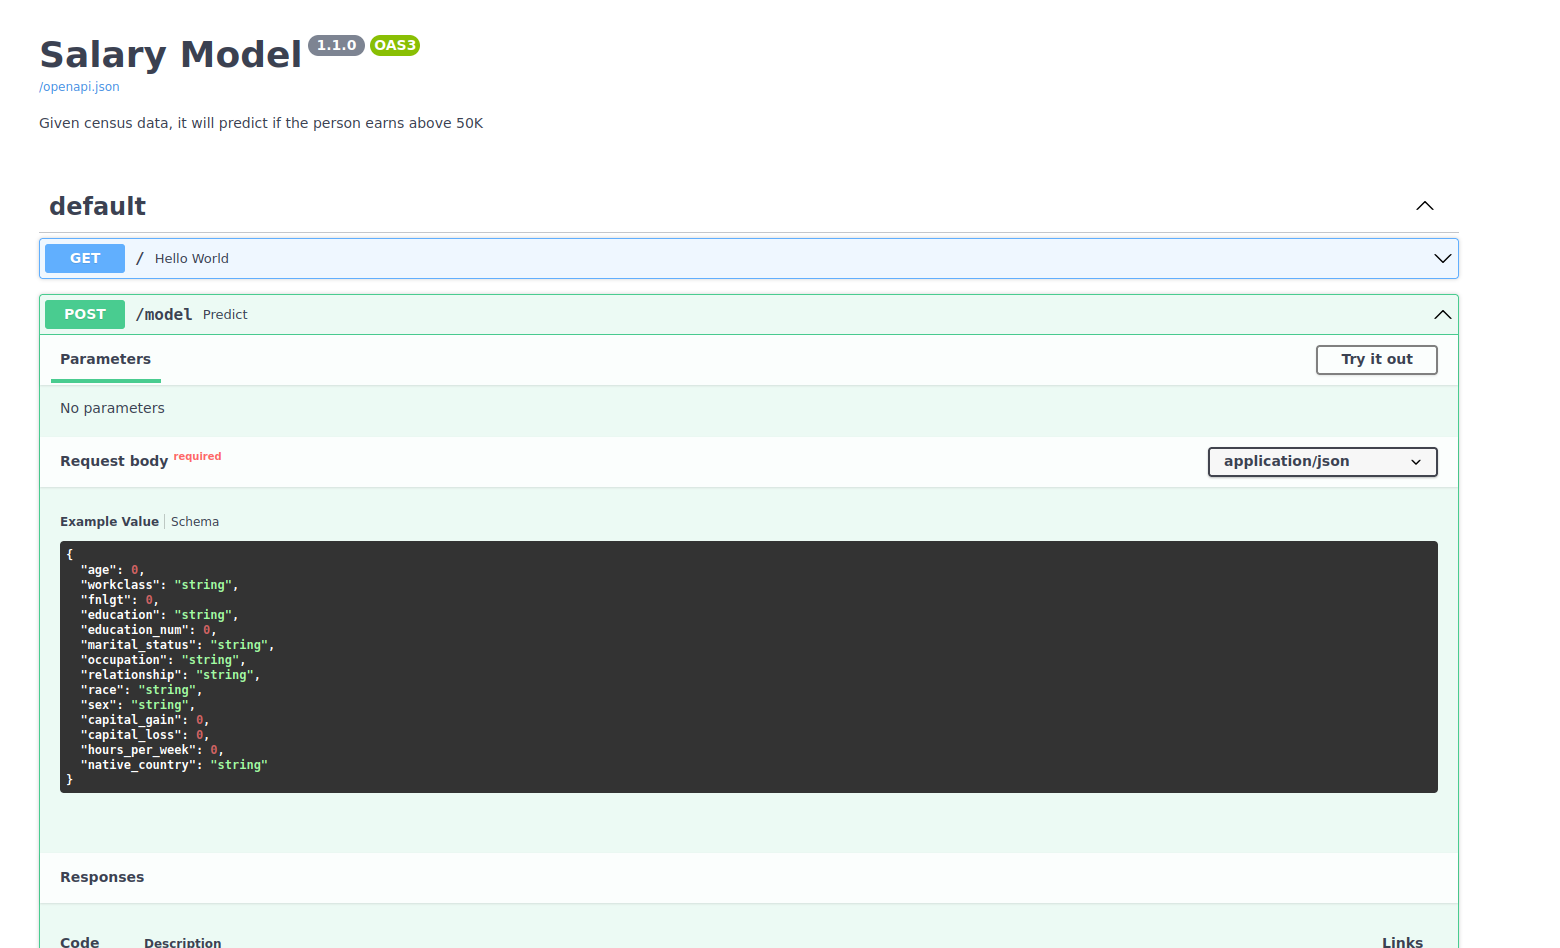 Salary Model 1.1.0 OAS3
/openapi.json
Given census data, it will predict if the person earns above 50K
default
GET / Hello World
POST /model Predict
Parameters Try it out
No parameters
Request body required application/json
Example Value Schema
{
"age": 0,
"workclass": "string",
"fnlgt": 0,
"education": "string",
"education_num": 0,
"marital_status": "string",
"occupation": "string",
"relationship": "string",
"race": "string",
"sex": "string",
"capital_gain": 0,
"capital_loss": 0,
"hours_per_week": 0,
"native_country": "string"
}
Responses
Code Description Links